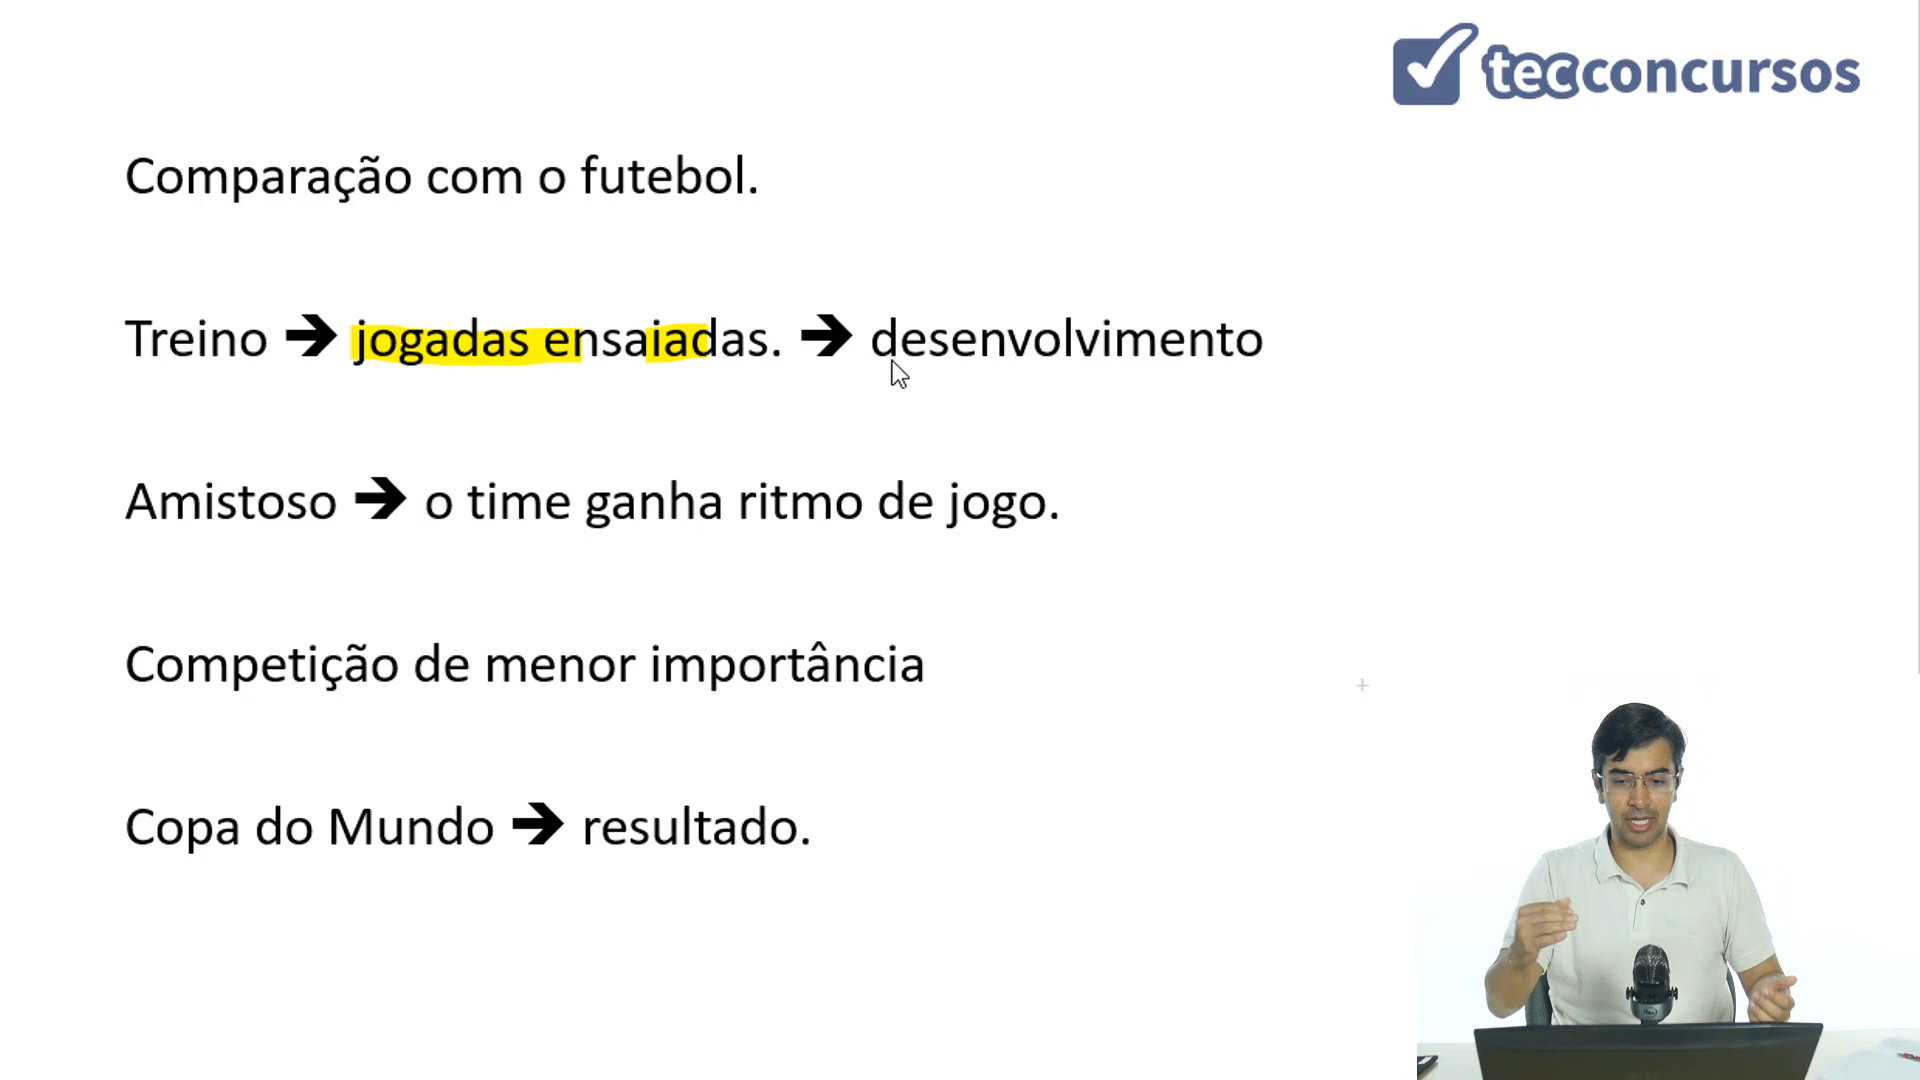 tecconcursos
Comparação com o futebol.
Treino ➔ jogadas ensaiadas. ➔ desenvolvimento
Amistoso ➔ o time ganha ritmo de jogo.
Competição de menor importância
Copa do Mundo ➔ resultado.